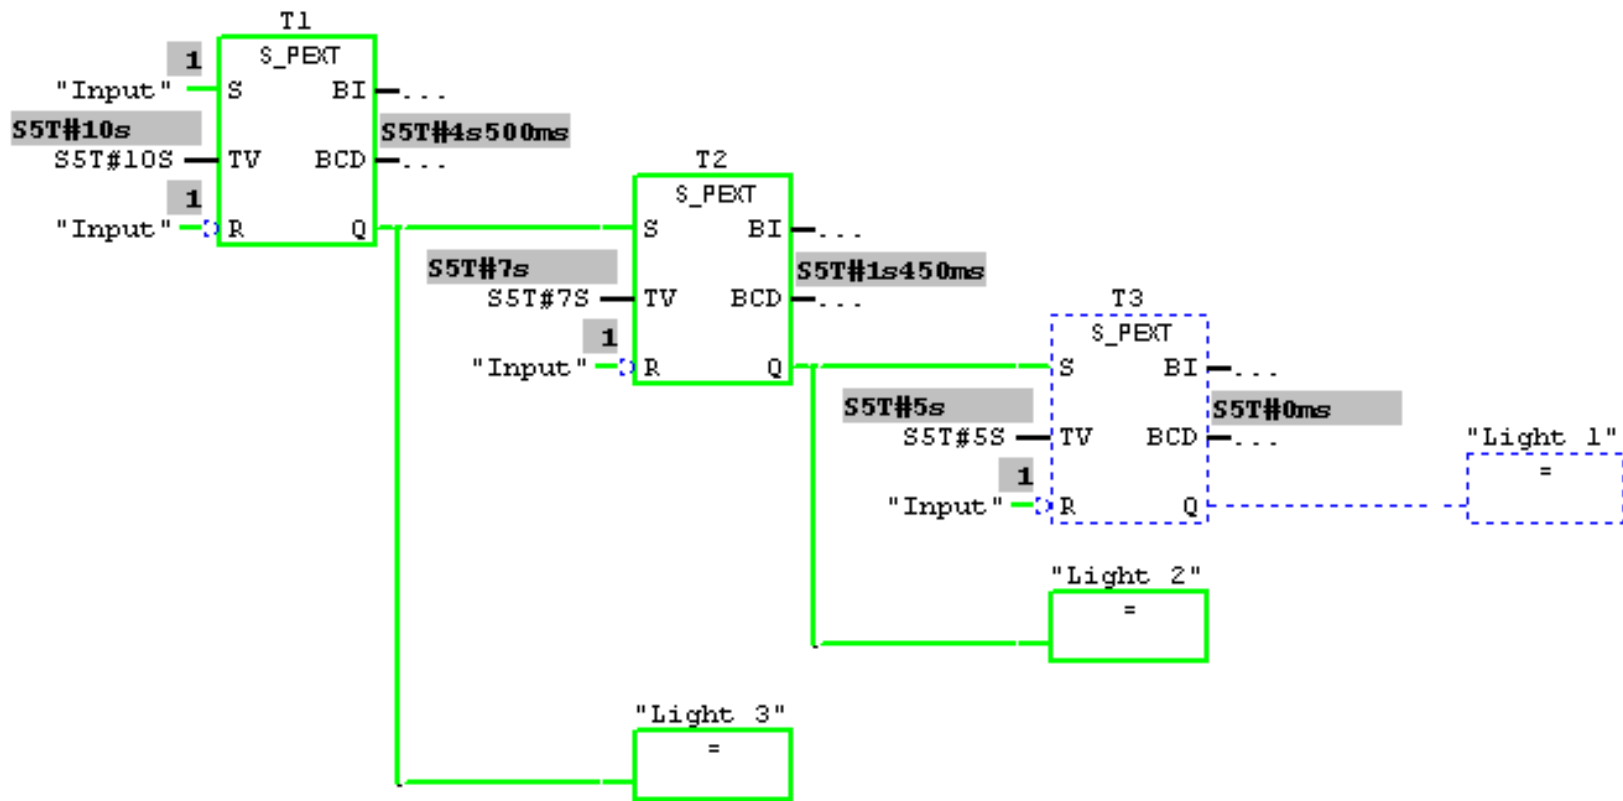 T1
S_PEXT
1
"Input" S BI ...
S5T#10s S5T#4s500ms
S5T#10S TV BCD ...
1
"Input" R Q
T2
S_PEXT
S BI ...
S5T#7s S5T#1s450ms
S5T#7S TV BCD ...
1
"Input" R Q
T3
S_PEXT
S BI ...
S5T#5s S5T#0ms
S5T#5S TV BCD ...
1
"Input" R Q
"Light 1"
=
"Light 2"
=
"Light 3"
=